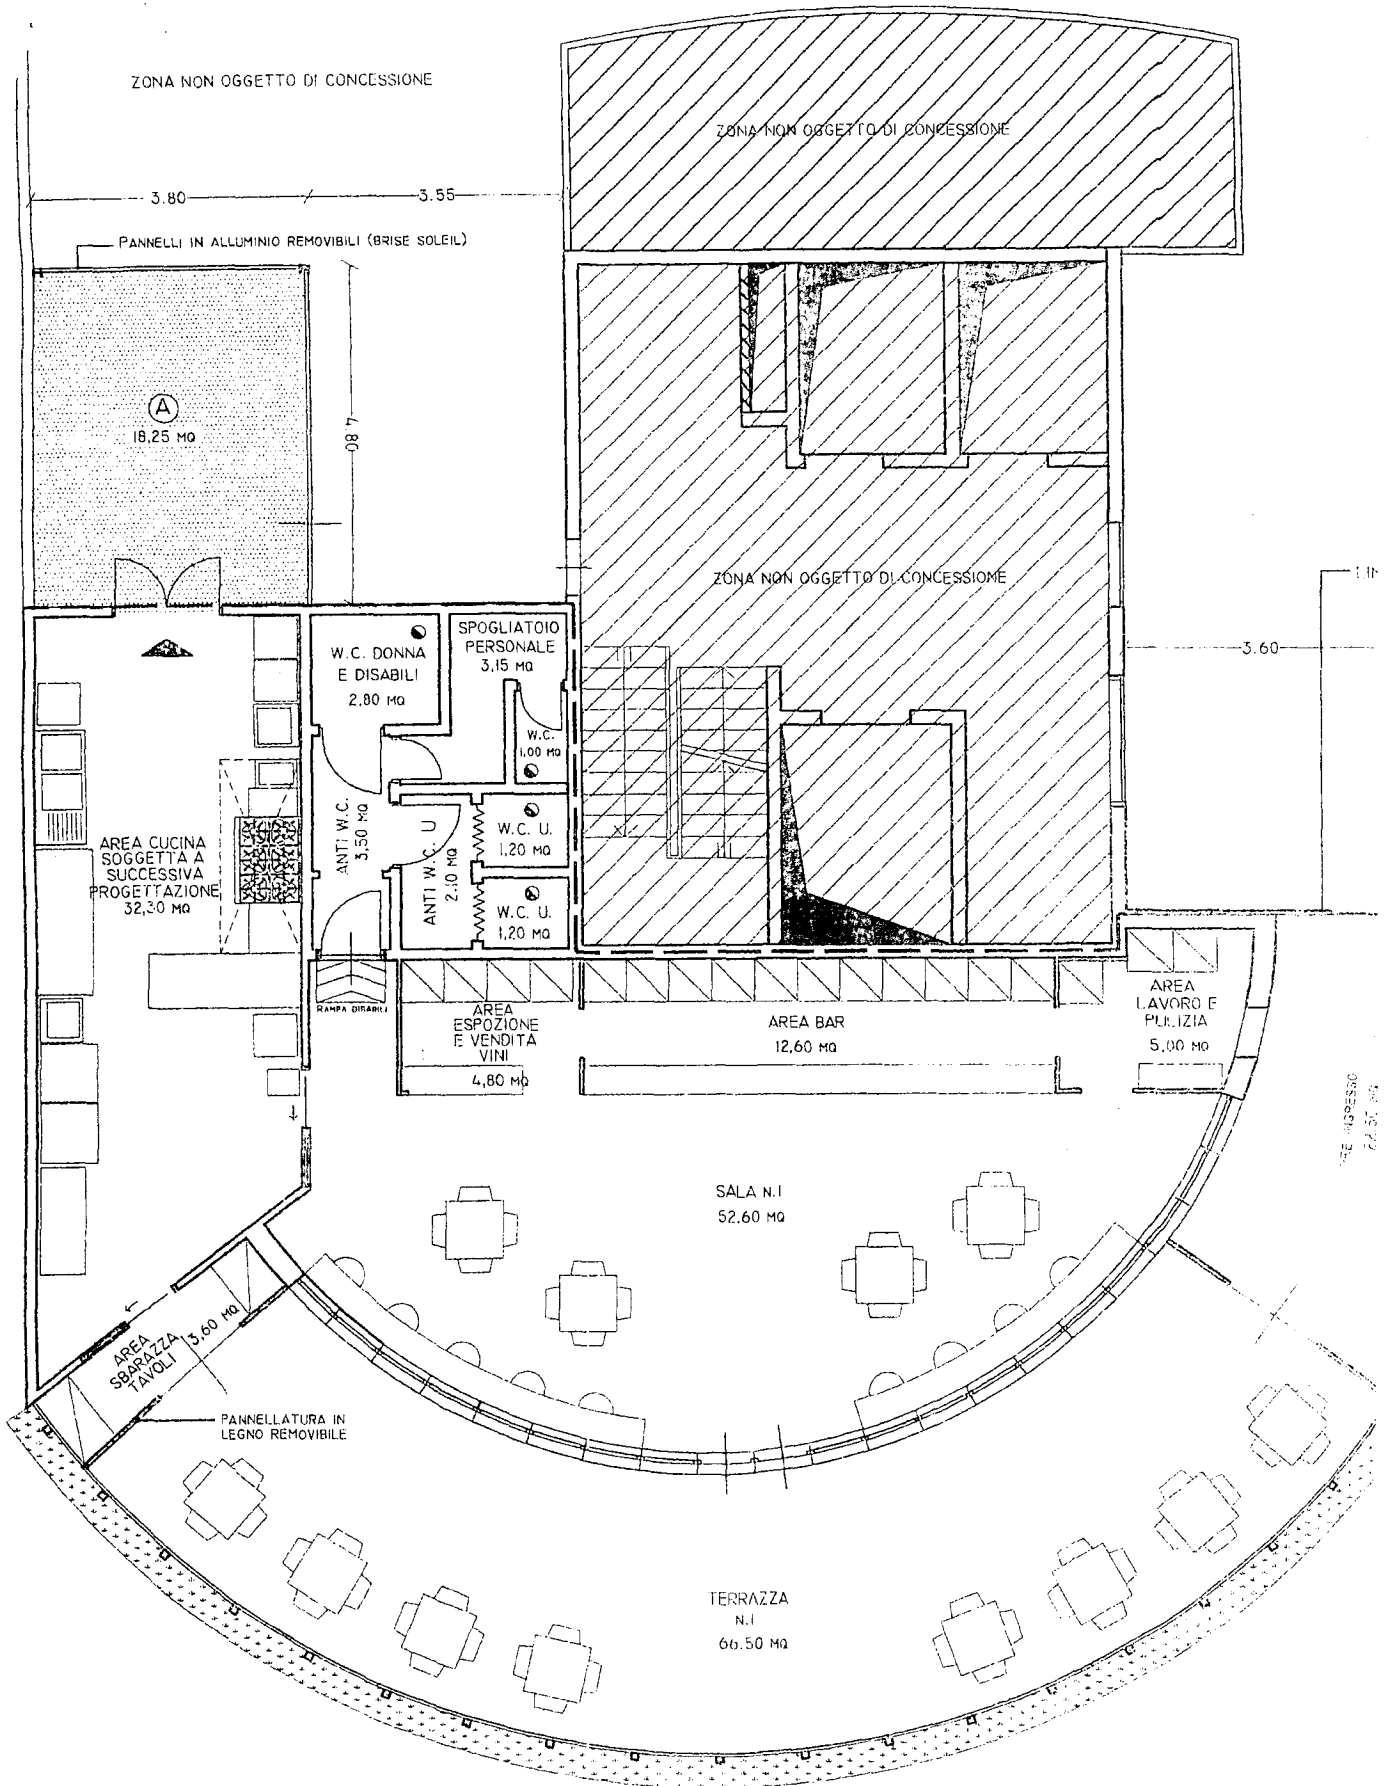 ZONA NON OGGETTO DI CONCESSIONE
ZONA NON OGGETTO DI CONCESSIONE
3.80
3.55
PANNELLI IN ALLUMINIO REMOVIBILI (BRISE SOLEIL)
A
18,25 MQ
4.80
ZONA NON OGGETTO DI CONCESSIONE
3.60
W.C. DONNA
E DISABILI
2,80 MQ
SPOGLIATOIO
PERSONALE
3,15 MQ
W.C.
1,00 MQ
ANTI W.C.
3,50 MQ
ANTI W.C. U
2,10 MQ
W.C. U.
1,20 MQ
W.C. U.
1,20 MQ
AREA CUCINA
SOGGETTA A
SUCCESSIVA
PROGETTAZIONE
32,30 MQ
RAMPA DISABILI
AREA
ESPOZIONE
E VENDITA
VINI
4,80 MQ
AREA BAR
12,60 MQ
AREA
LAVORO E
PULIZIA
5,00 MQ
INGRESSO
SALA N.1
52.60 MQ
AREA
SBARAZZA
TAVOLI
3,60 MQ
PANNELLATURA IN
LEGNO REMOVIBILE
TERRAZZA
N.1
66.50 MQ